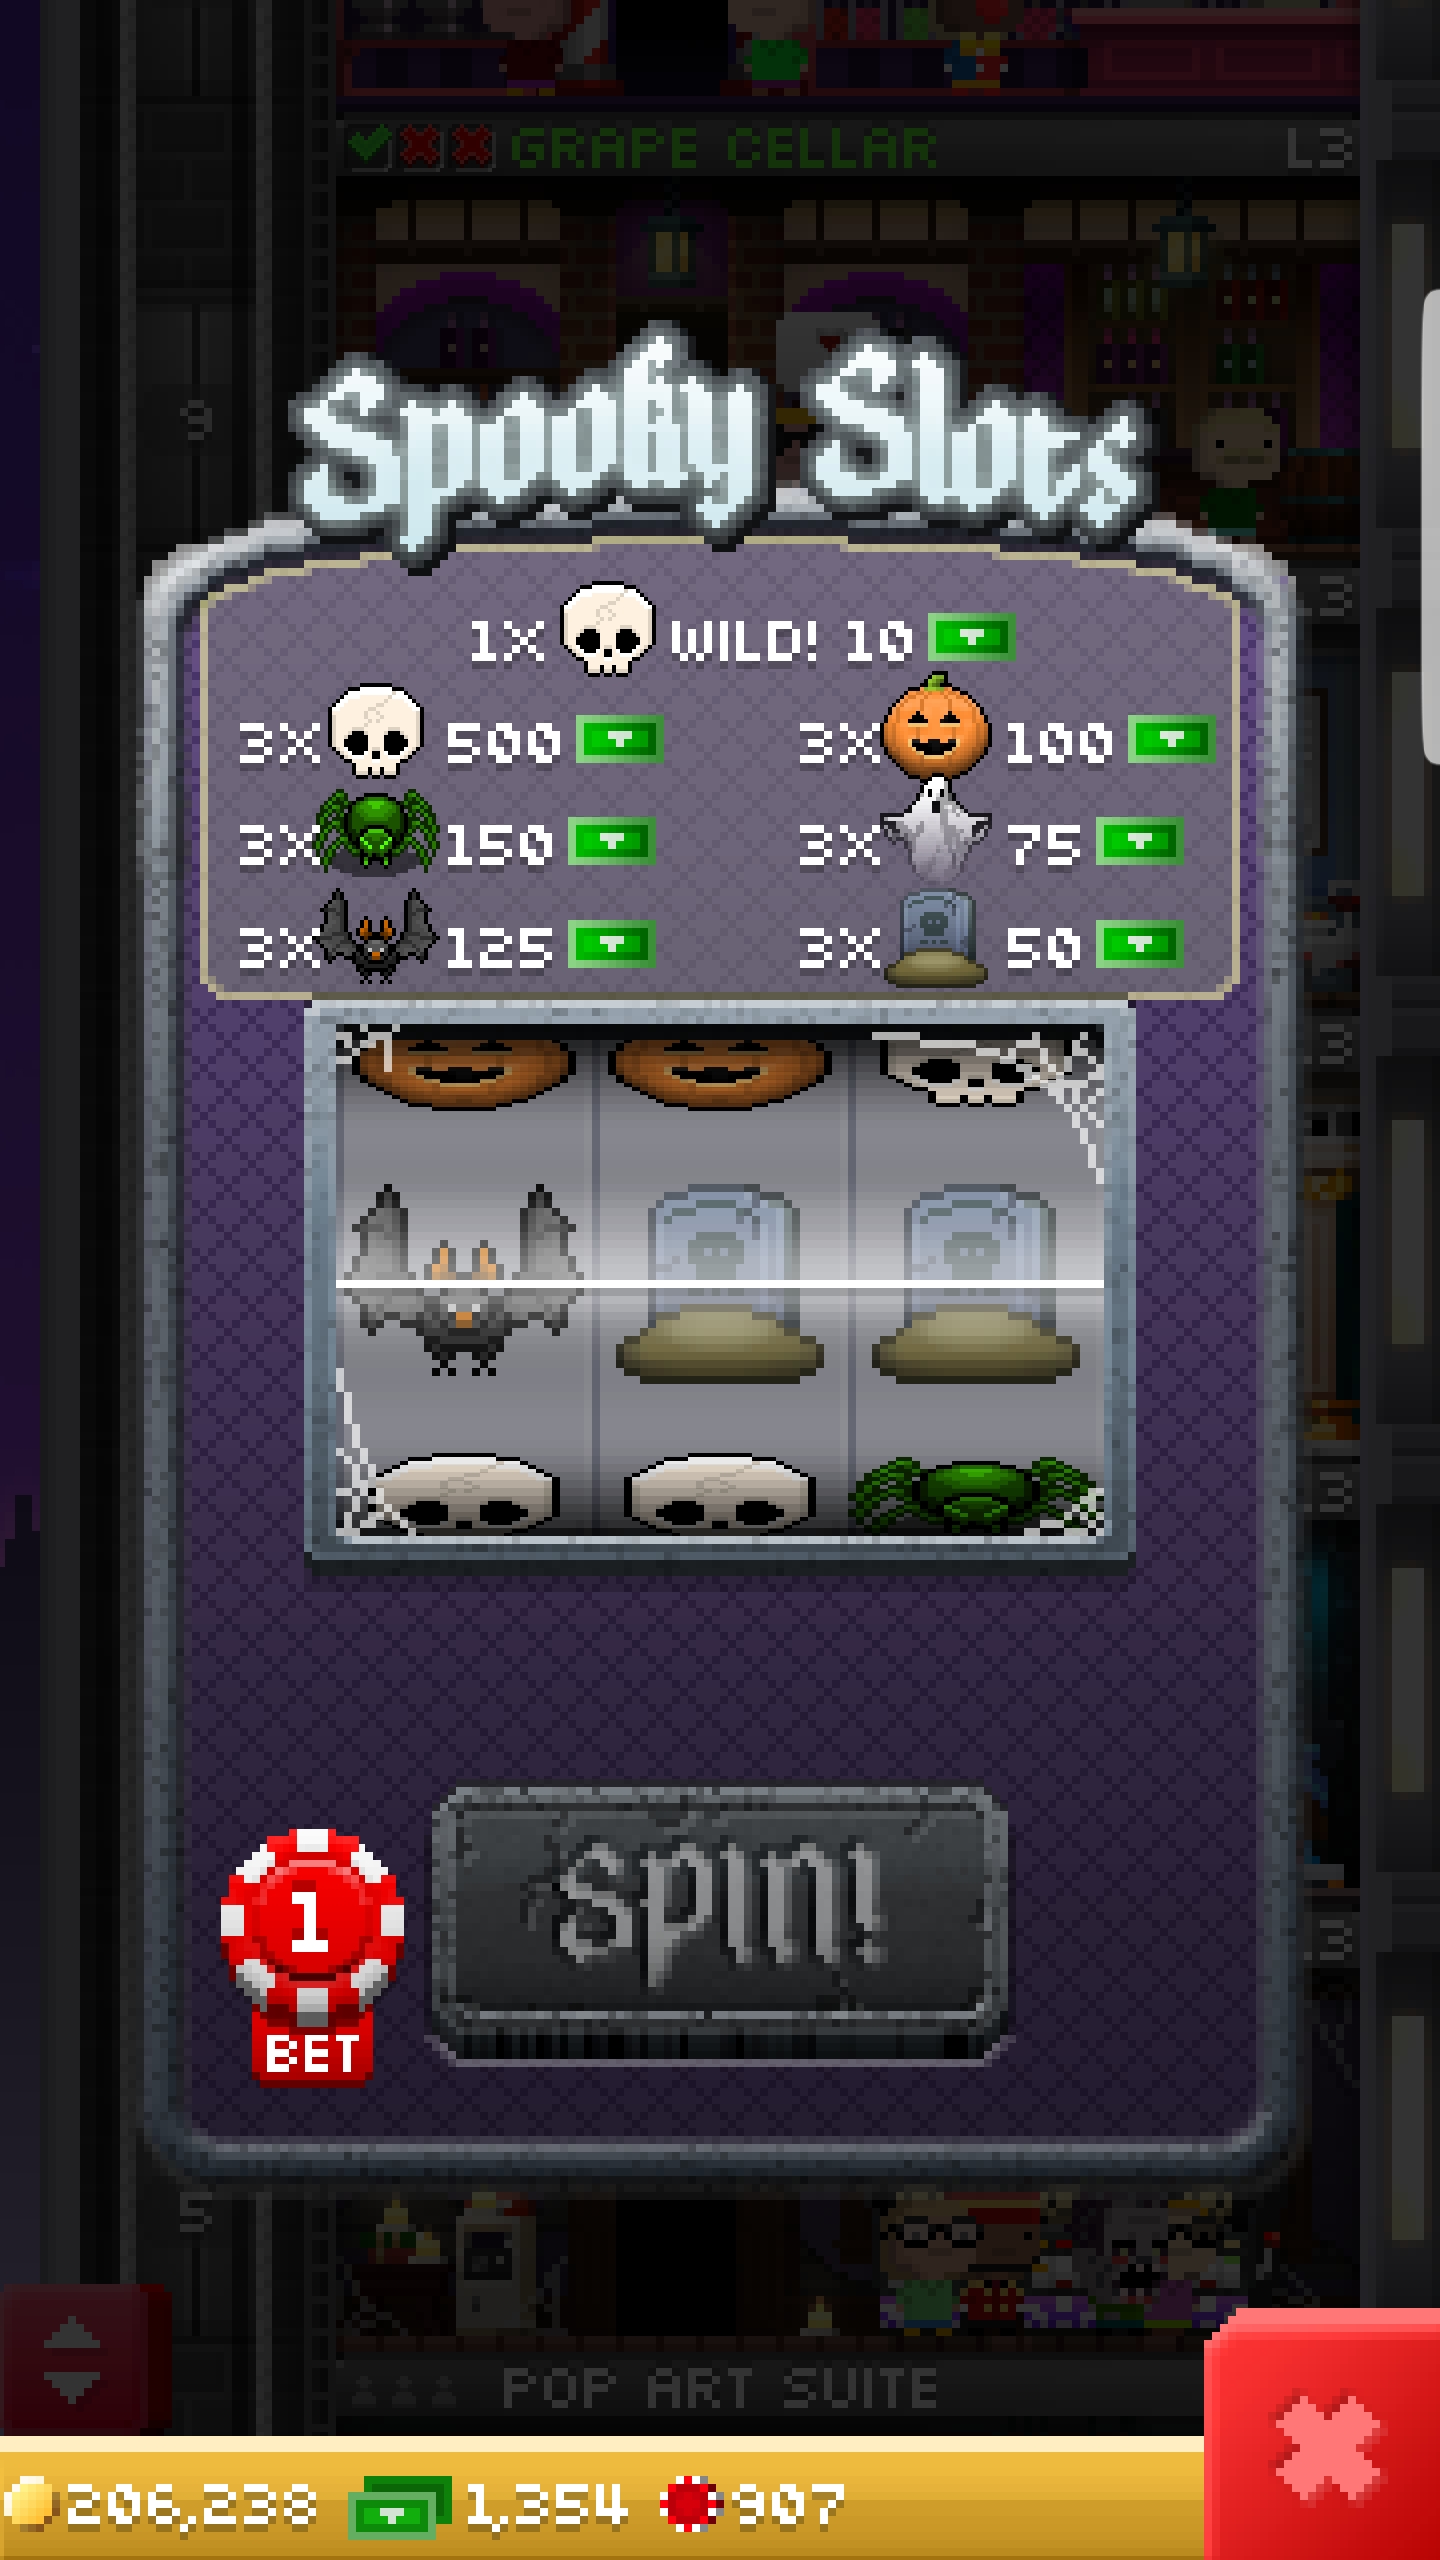 GRAPE CELLAR L3
9
Spooky Slots
L3
1X WILD! 10
3X 500 3X 100
3X 150 3X 75
3X 125 3X 50
1
BET
Spin!
5
POP ART SUITE
206,238 1,354 907